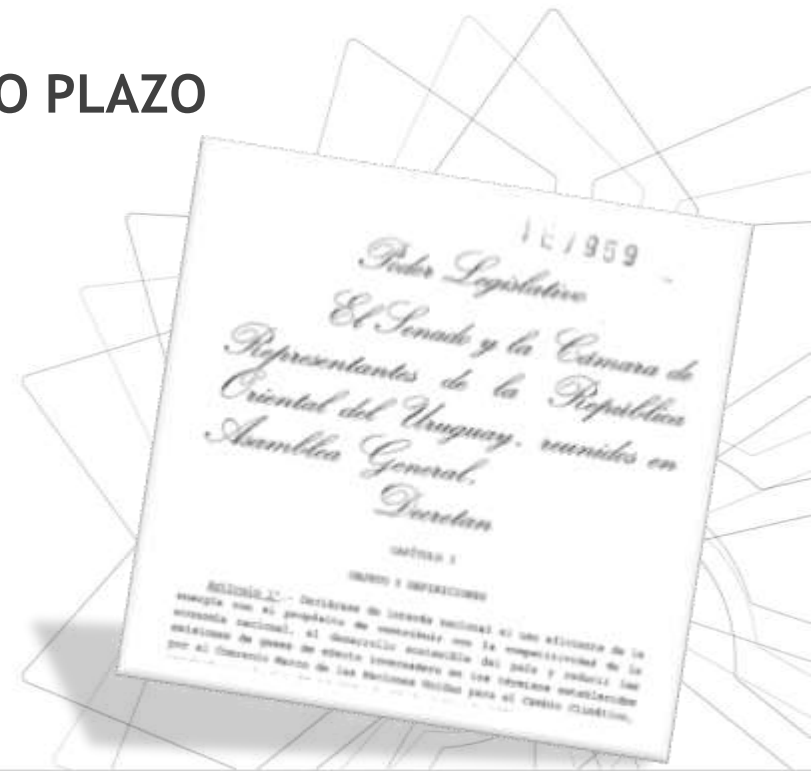 O PLAZO
959
Poder Legislativo
El Senado y la Cámara de
Representantes de la República
Oriental del Uruguay, reunidos en
Asamblea General,
Decretan
CAPÍTULO I
OBJETO Y DEFINICIONES
Artículo 1º.- Declárase de interés nacional el uso eficiente de la
energía con el propósito de contribuir con la competitividad de la
economía nacional, el desarrollo sostenible del país y reducir las
emisiones de gases de efecto invernadero en los términos establecidos
por el Convenio Marco de las Naciones Unidas para el Cambio Climático,